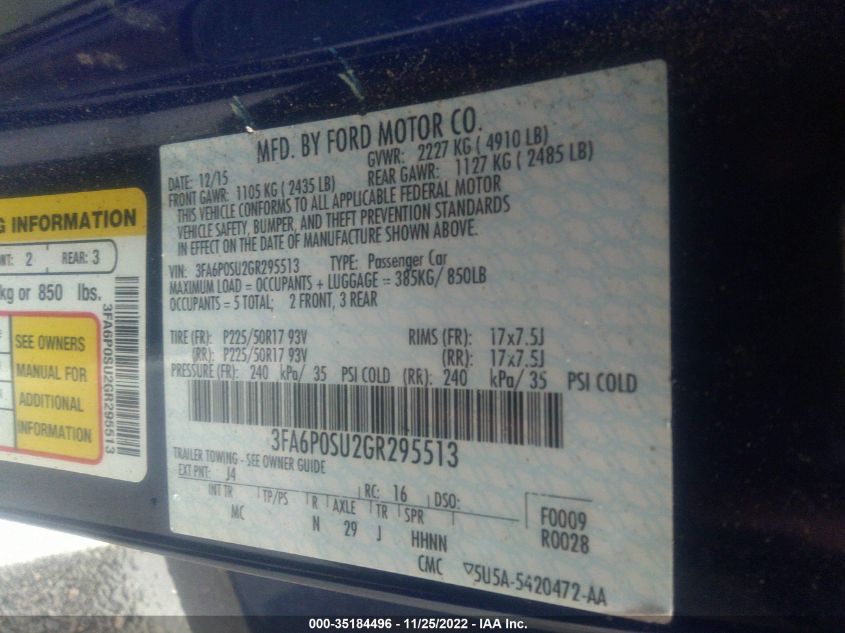 MFD. BY FORD MOTOR CO.
DATE: 12/15 GVWR: 2227 KG ( 4910 LB)
FRONT GAWR: 1105 KG ( 2435 LB) REAR GAWR: 1127 KG ( 2485 LB)
THIS VEHICLE CONFORMS TO ALL APPLICABLE FEDERAL MOTOR
VEHICLE SAFETY, BUMPER, AND THEFT PREVENTION STANDARDS
IN EFFECT ON THE DATE OF MANUFACTURE SHOWN ABOVE.
VIN: 3FA6P0SU2GR295513 TYPE: Passenger Car
MAXIMUM LOAD = OCCUPANTS + LUGGAGE = 385KG/ 850LB
OCCUPANTS = 5 TOTAL; 2 FRONT, 3 REAR
TIRE (FR): P225/50R17 93V RIMS (FR): 17x7.5J
(RR): P225/50R17 93V (RR): 17x7.5J
PRESSURE (FR): 240 kPa/ 35 PSI COLD (RR): 240 kPa/ 35 PSI COLD
3FA6P0SU2GR295513
TRAILER TOWING - SEE OWNER GUIDE
EXT PNT: J4 RC: 16 DSO:
INT TR TP/PS R AXLE TR SPR F0009
MC N 29 J HHNN R0028
CMC 5U5A-5420472-AA
G INFORMATION
NT: 2 REAR: 3
kg or 850 lbs.
SEE OWNERS
MANUAL FOR
ADDITIONAL
INFORMATION
3FA6P0SU2GR295513
000-35184496 - 11/25/2022 - IAA Inc.